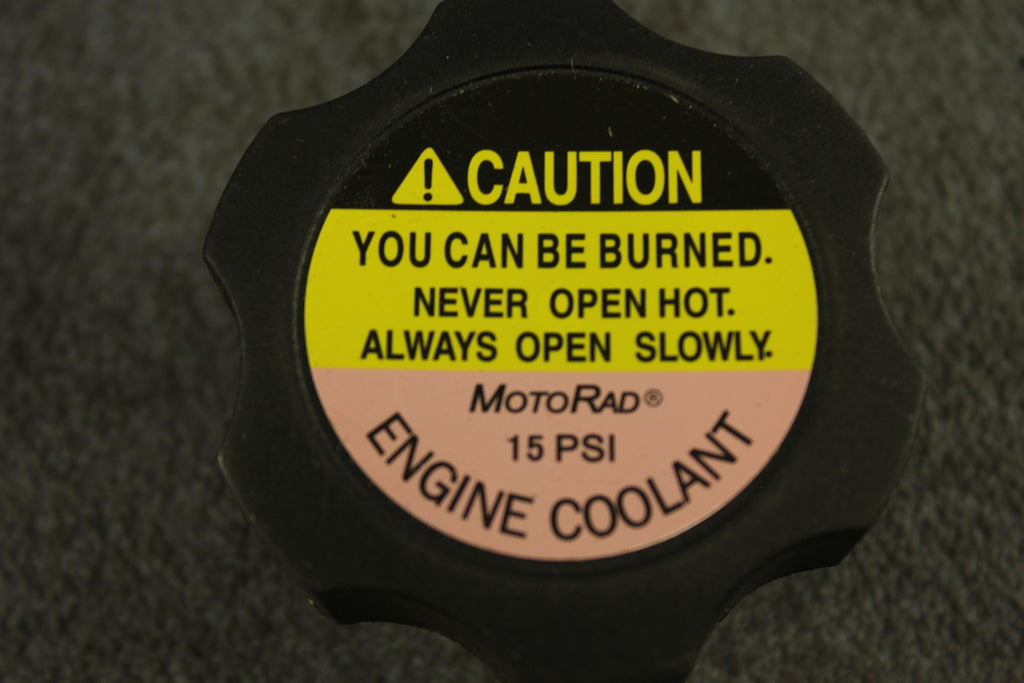 CAUTION
YOU CAN BE BURNED.
NEVER OPEN HOT.
ALWAYS OPEN SLOWLY.
MOTORAD®
15 PSI
ENGINE COOLANT